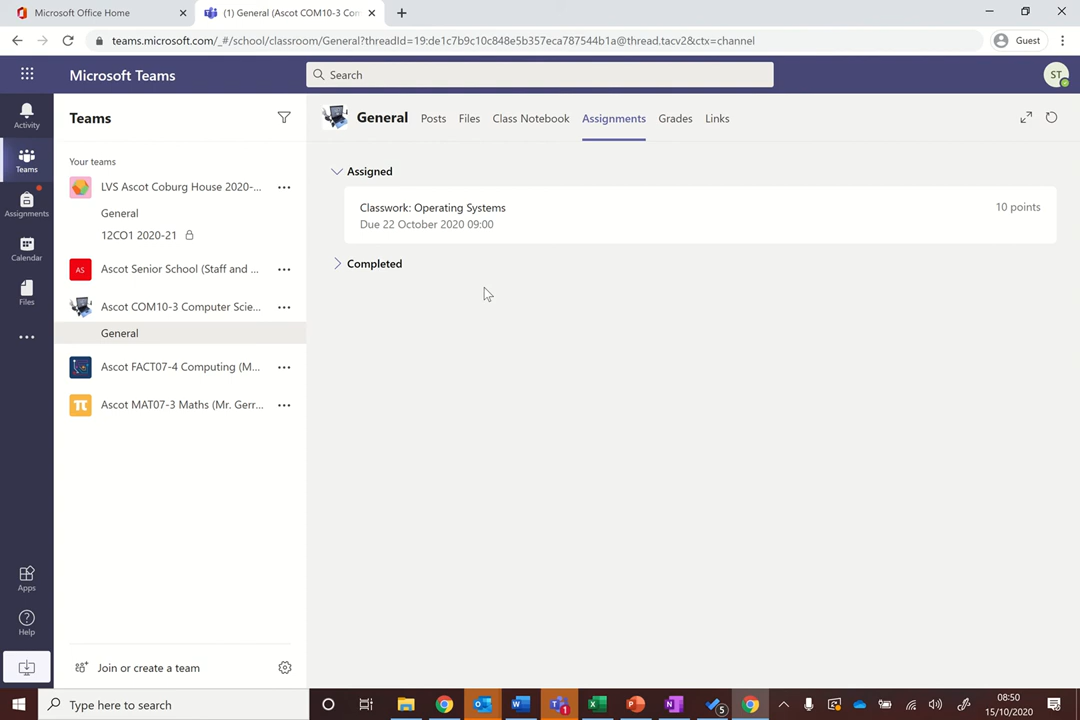 Microsoft Office Home
(1) General (Ascot COM10-3 Com
teams.microsoft.com/_#/school/classroom/General?threadId=19:de1c7b9c10c848e5b357eca787544b1a@thread.tacv2&ctx=channel
Guest
Microsoft Teams
Search
ST
Activity
Teams
Assignments
Calendar
Files
Apps
Help
Teams
Your teams
LVS Ascot Coburg House 2020-...
General
12CO1 2020-21
AS
Ascot Senior School (Staff and ...
Ascot COM10-3 Computer Scie...
General
Ascot FACT07-4 Computing (M...
π
Ascot MAT07-3 Maths (Mr. Gerr...
Join or create a team
General
Posts
Files
Class Notebook
Assignments
Grades
Links
Assigned
Classwork: Operating Systems
10 points
Due 22 October 2020 09:00
Completed
Type here to search
1
5
08:50
15/10/2020